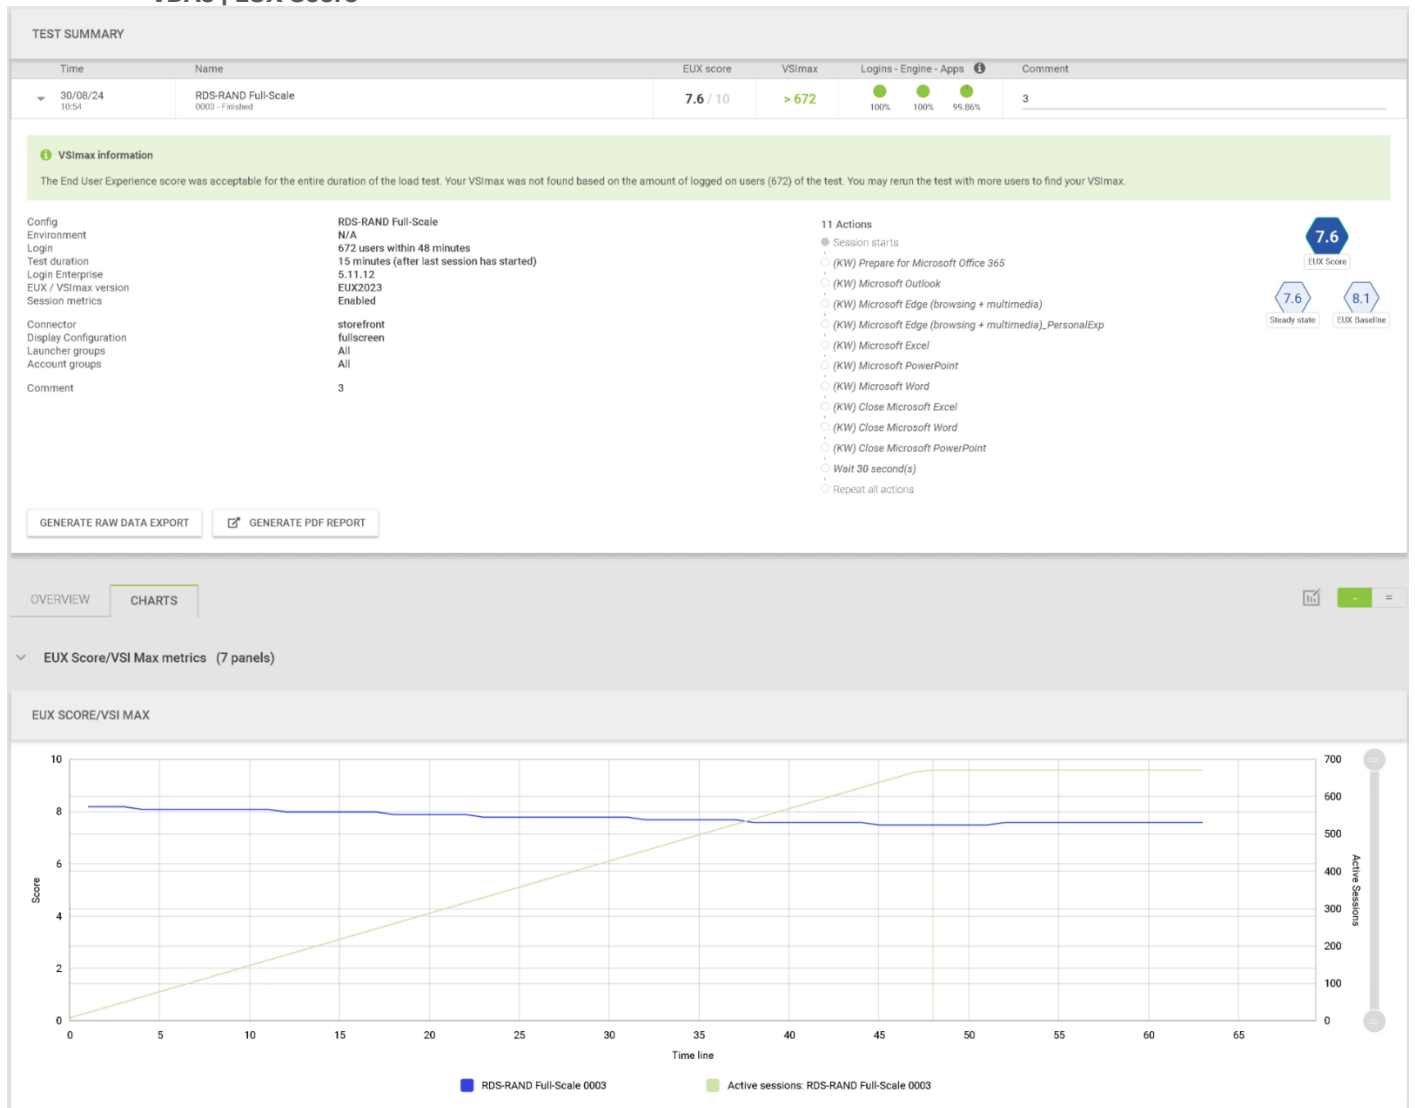 VDAs | EUX Score
TEST SUMMARY
Time Name EUX score VSImax Logins - Engine - Apps Comment
30/08/24 RDS-RAND Full-Scale 7.6 / 10 > 672 3
10:54 0003 - Finished 100% 100% 99.86%
VSImax information
The End User Experience score was acceptable for the entire duration of the load test. Your VSImax was not found based on the amount of logged on users (672) of the test. You may rerun the test with more users to find your VSImax.
Config RDS-RAND Full-Scale
Environment N/A
Login 672 users within 48 minutes
Test duration 15 minutes (after last session has started)
Login Enterprise 5.11.12
EUX / VSImax version EUX2023
Session metrics Enabled
Connector storefront
Display Configuration fullscreen
Launcher groups All
Account groups All
Comment 3
11 Actions
Session starts
(KW) Prepare for Microsoft Office 365
(KW) Microsoft Outlook
(KW) Microsoft Edge (browsing + multimedia)
(KW) Microsoft Edge (browsing + multimedia)_PersonalExp
(KW) Microsoft Excel
(KW) Microsoft PowerPoint
(KW) Microsoft Word
(KW) Close Microsoft Excel
(KW) Close Microsoft Word
(KW) Close Microsoft PowerPoint
Wait 30 second(s)
Repeat all actions
7.6
EUX Score
7.6 8.1
Steady state EUX Baseline
GENERATE RAW DATA EXPORT GENERATE PDF REPORT
OVERVIEW CHARTS - =
EUX Score/VSI Max metrics (7 panels)
EUX SCORE/VSI MAX
10 700
8 600
500
6 400
Score Active Sessions
4 300
200
2 100
0 0
0 5 10 15 20 25 30 35 40 45 50 55 60 65
Time line
RDS-RAND Full-Scale 0003 Active sessions: RDS-RAND Full-Scale 0003